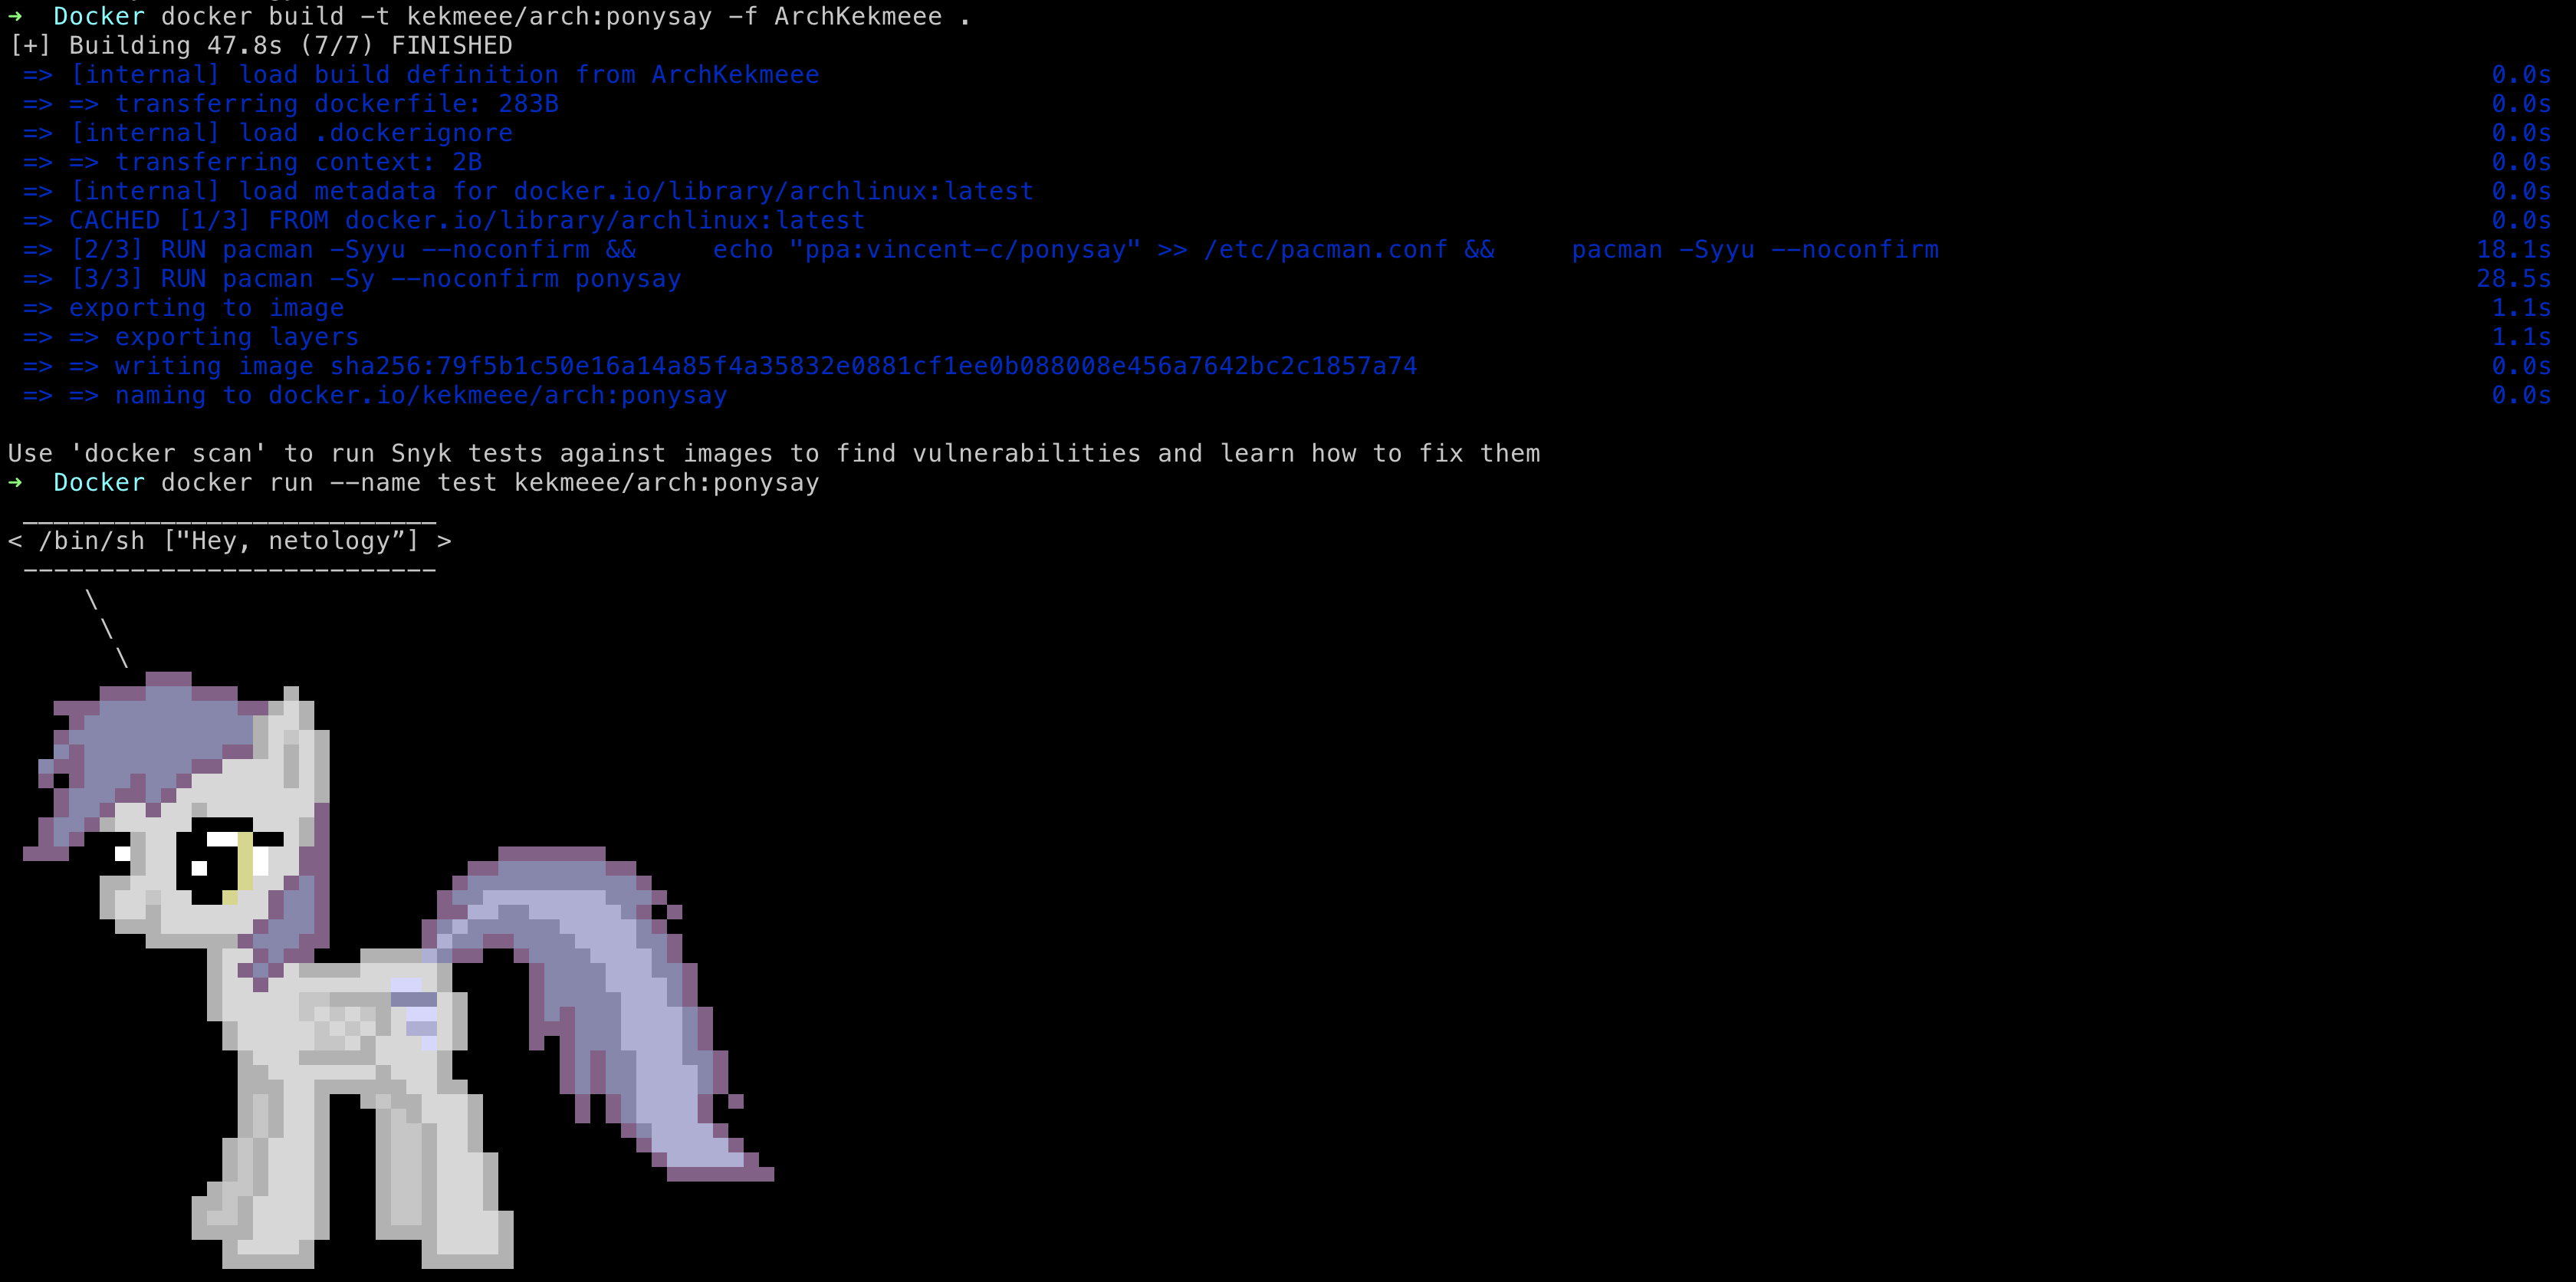 ➜  Docker docker build -t kekmeee/arch:ponysay -f ArchKekmeee .
[+] Building 47.8s (7/7) FINISHED
 => [internal] load build definition from ArchKekmeee 0.0s
 => => transferring dockerfile: 283B 0.0s
 => [internal] load .dockerignore 0.0s
 => => transferring context: 2B 0.0s
 => [internal] load metadata for docker.io/library/archlinux:latest 0.0s
 => CACHED [1/3] FROM docker.io/library/archlinux:latest 0.0s
 => [2/3] RUN pacman -Syyu --noconfirm &&     echo "ppa:vincent-c/ponysay" >> /etc/pacman.conf &&     pacman -Syyu --noconfirm 18.1s
 => [3/3] RUN pacman -Sy --noconfirm ponysay 28.5s
 => exporting to image 1.1s
 => => exporting layers 1.1s
 => => writing image sha256:79f5b1c50e16a14a85f4a35832e0881cf1ee0b088008e456a7642bc2c1857a74 0.0s
 => => naming to docker.io/kekmeee/arch:ponysay 0.0s
Use 'docker scan' to run Snyk tests against images to find vulnerabilities and learn how to fix them
➜  Docker docker run --name test kekmeee/arch:ponysay
< /bin/sh ["Hey, netology”] >